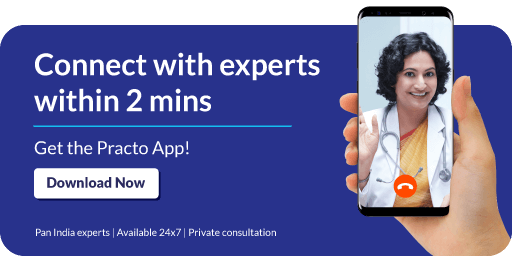 Connect with experts
within 2 mins
Get the Practo App!
Download Now
Pan India experts | Available 24x7 | Private consultation